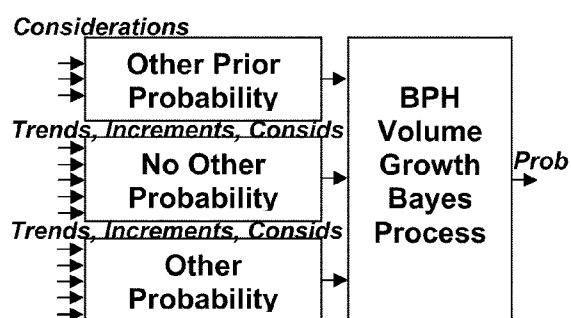 Considerations
Other Prior
Probability
Trends, Increments, Consids
No Other
Probability
Trends, Increments, Consids
Other
Probability
BPH
Volume
Growth
Bayes
Process
Prob